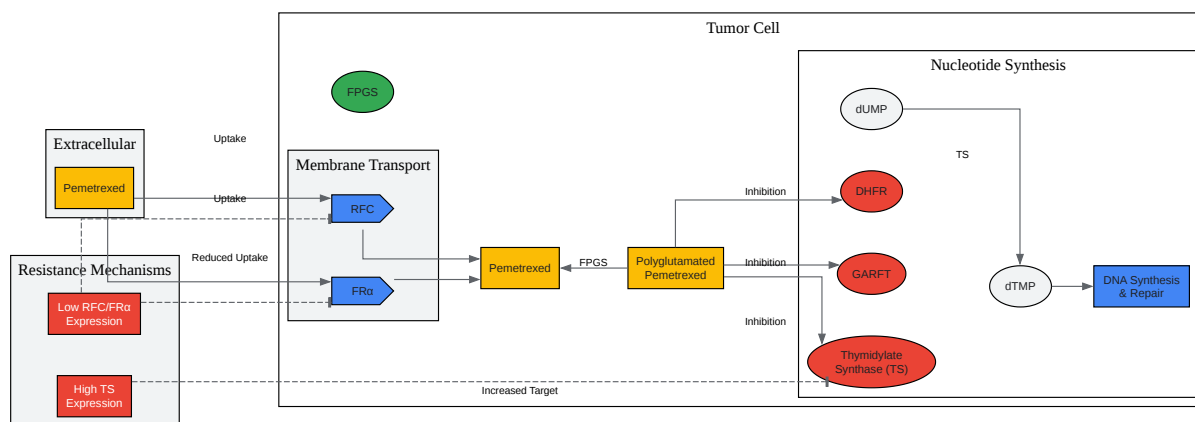 Tumor Cell
Nucleotide Synthesis
FPGS
dUMP
Uptake
Extracellular
TS
Membrane Transport
Pemetrexed
DHFR
Inhibition
Uptake
RFC
Reduced Uptake
Resistance Mechanisms
Pemetrexed
FPGS
Polyglutamated
Pemetrexed
Inhibition
GARFT
FRα
dTMP
DNA Synthesis
& Repair
Low RFC/FRα
Expression
Inhibition
Thymidylate
Synthase (TS)
High TS
Expression
Increased Target